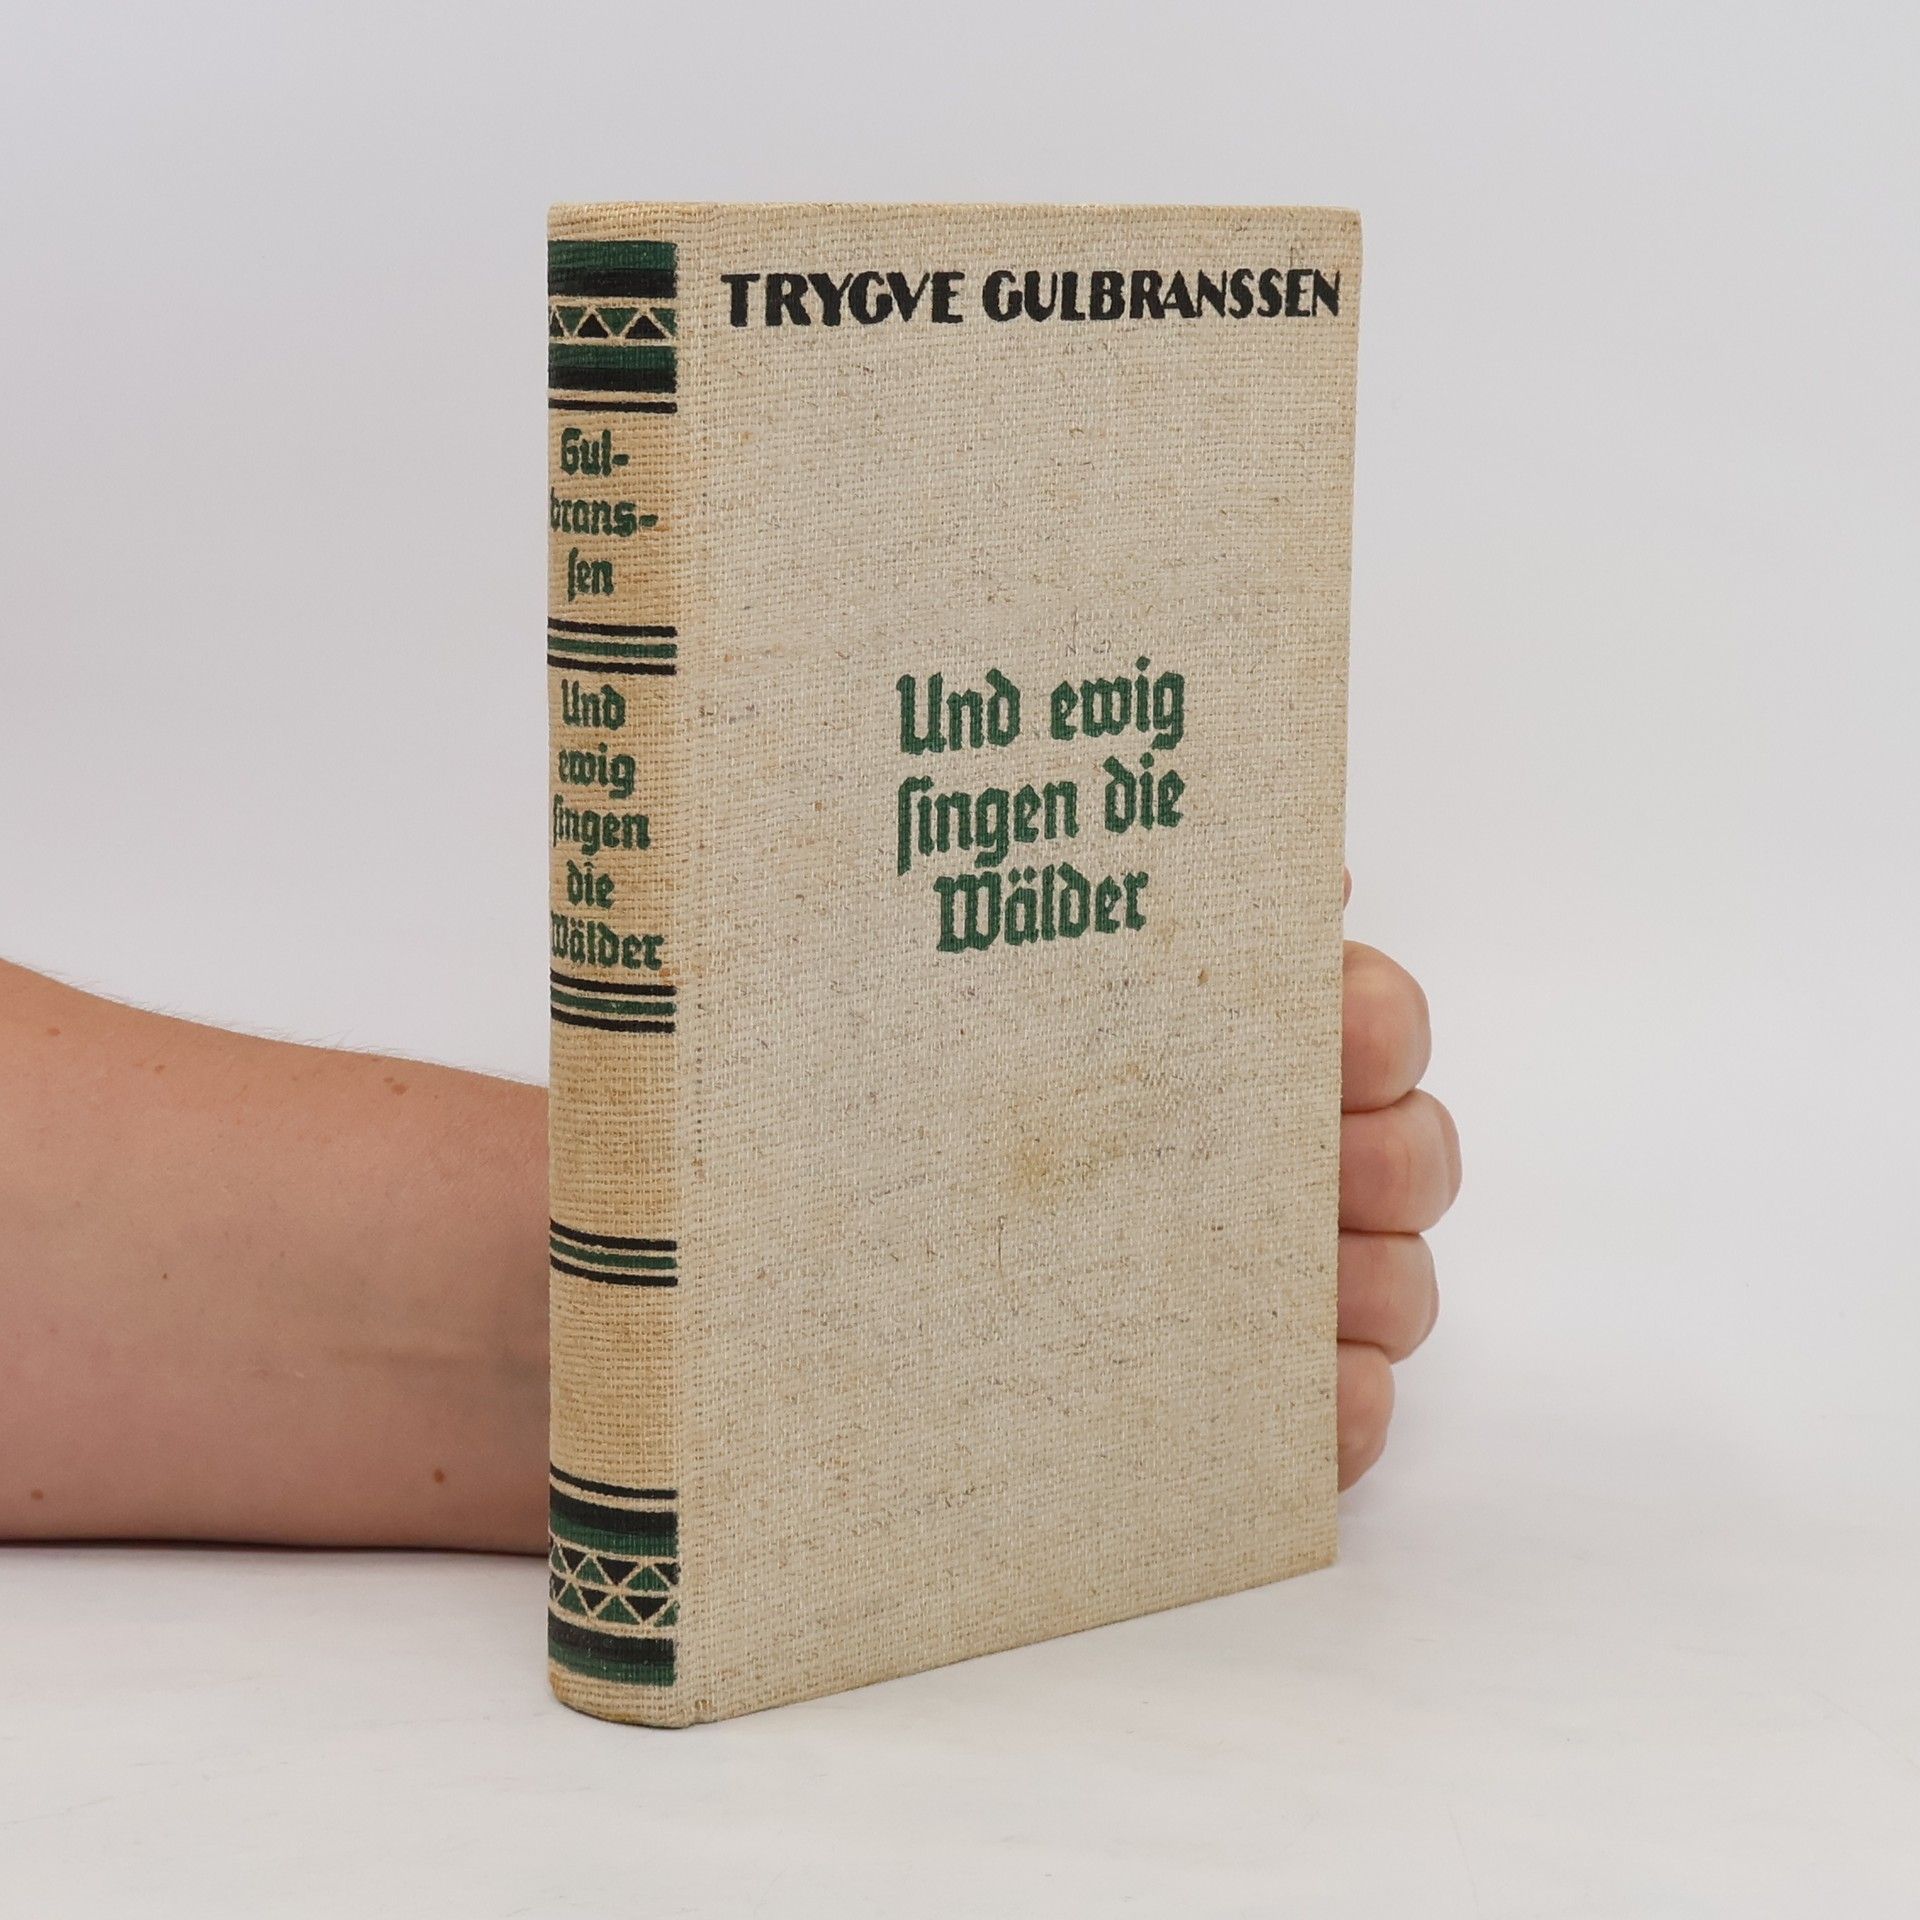 TRYGVE GULBRANSSEN
Und ewig
ſingen die
Wälder
Gul-
brans-
ſen
Und
ewig
ſingen
die
Wälder